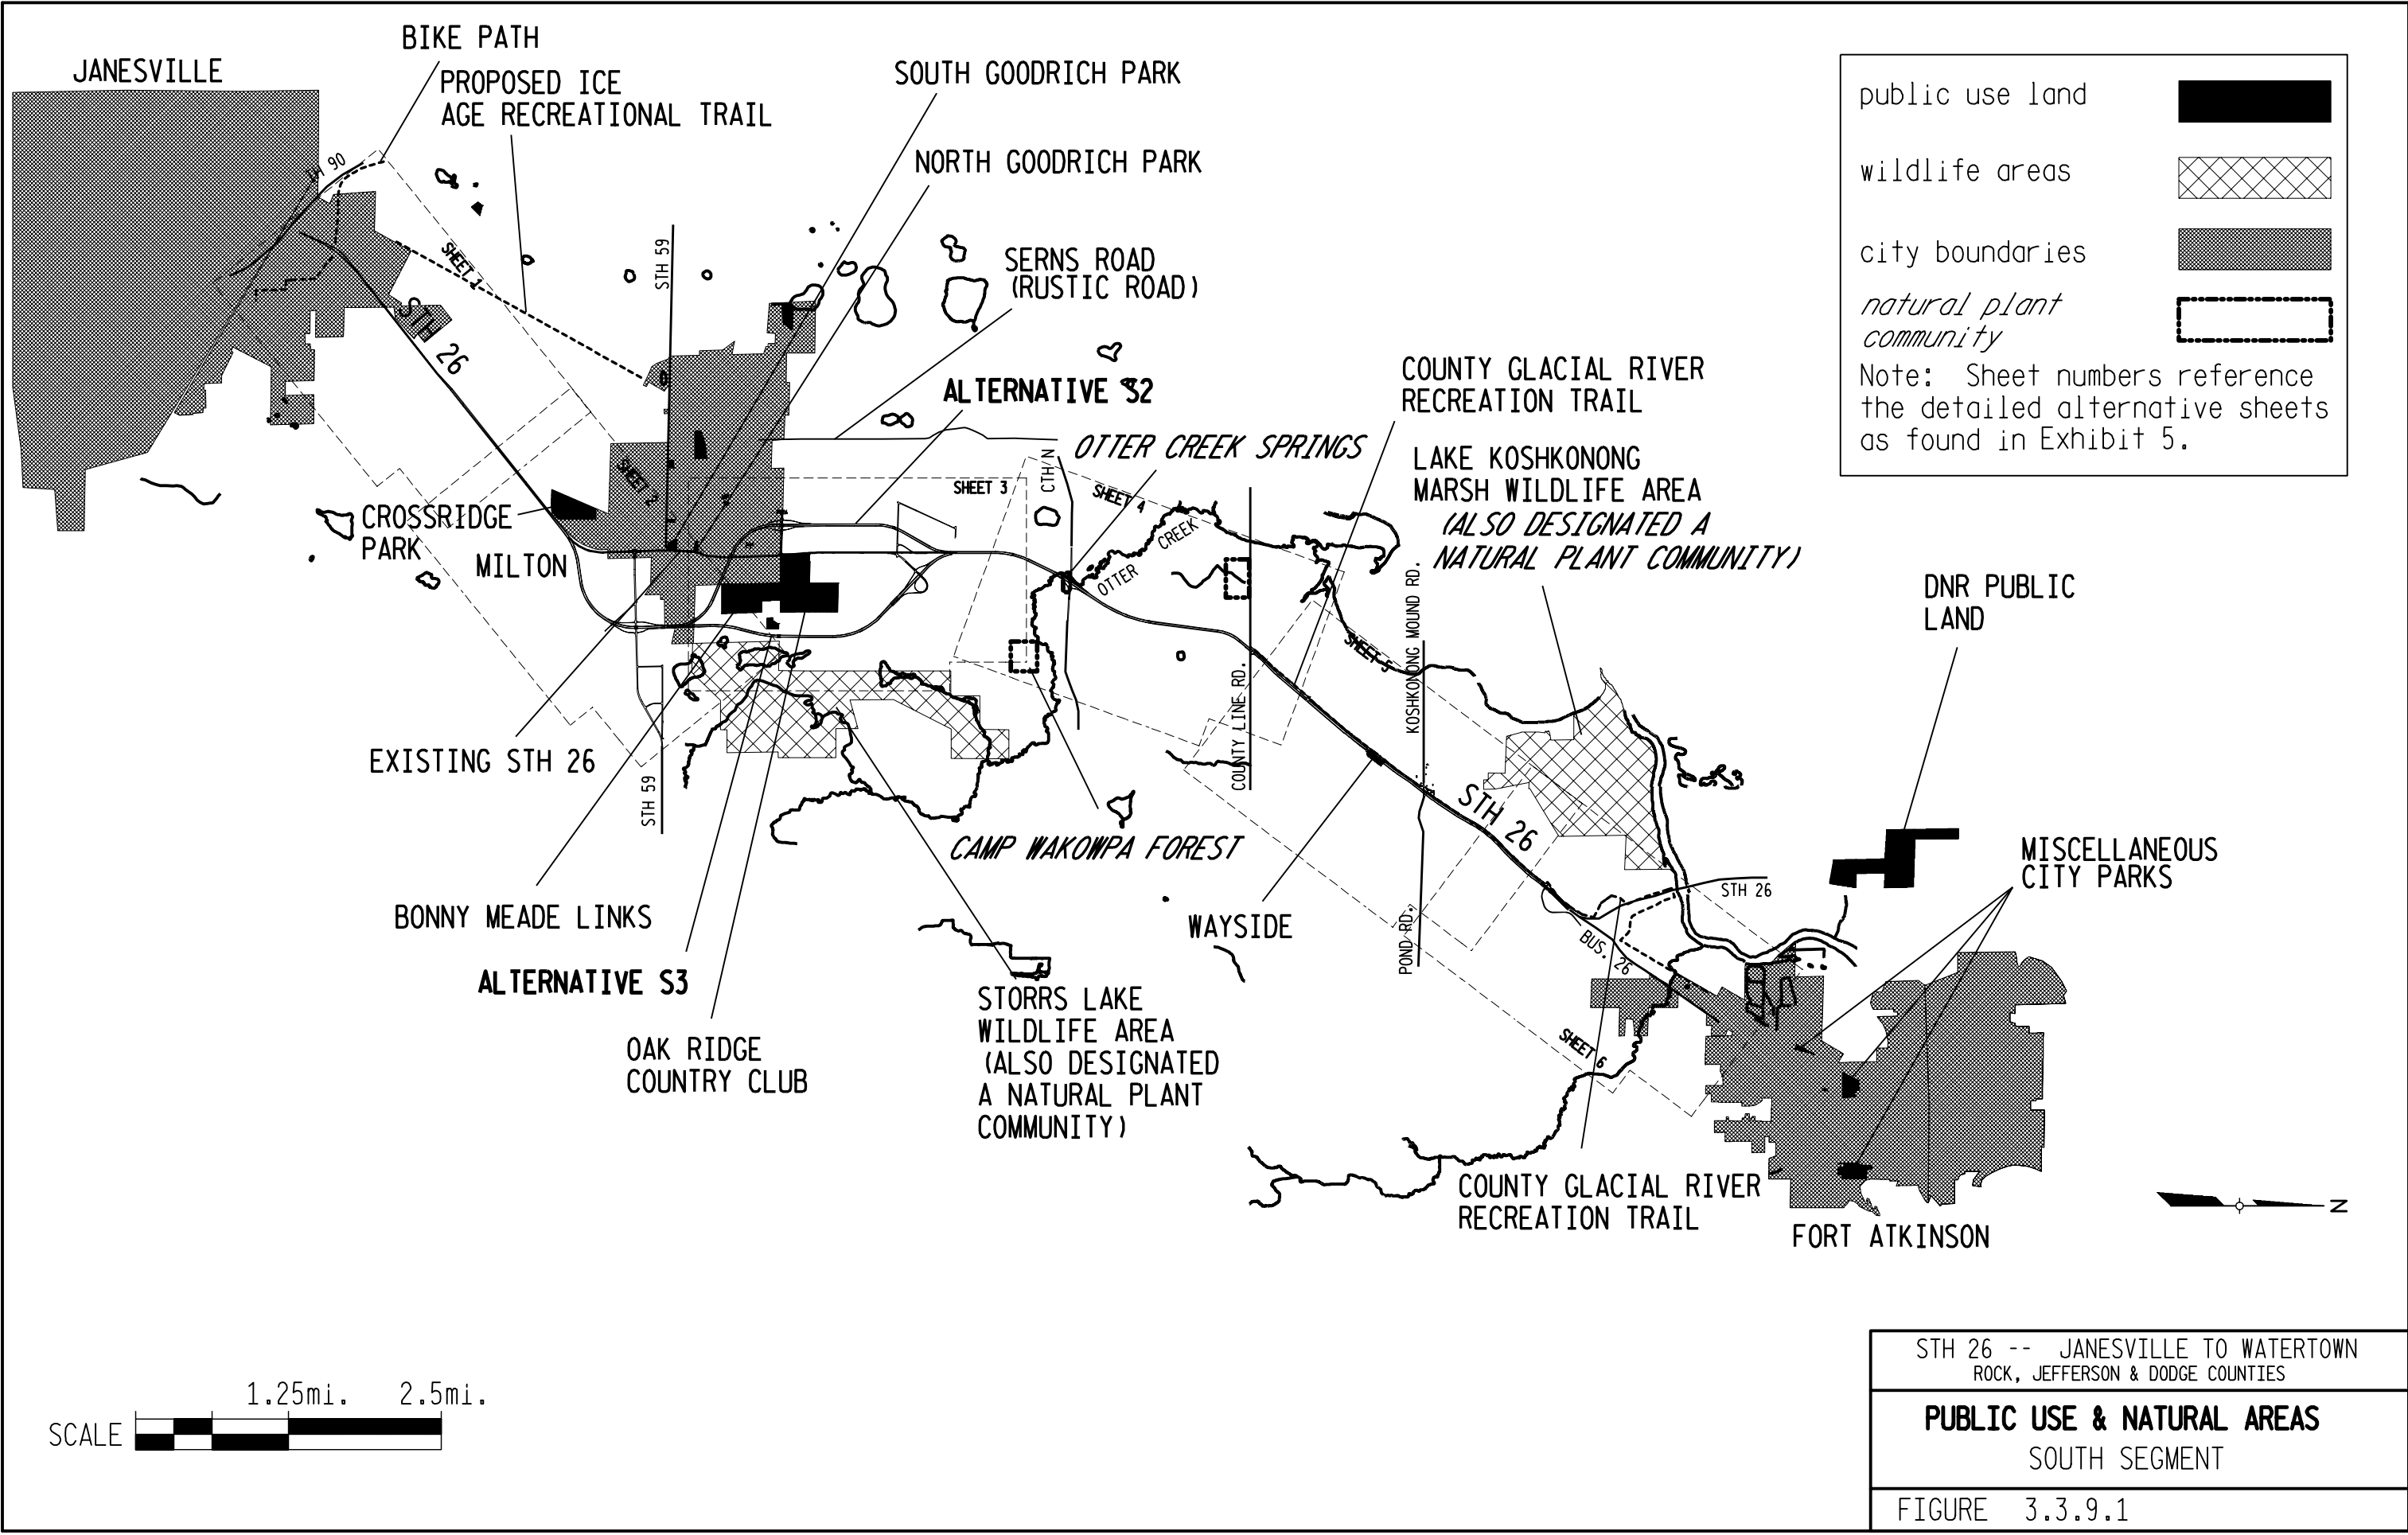 BIKE PATH
JANESVILLE
PROPOSED ICE
AGE RECREATIONAL TRAIL
SOUTH GOODRICH PARK
NORTH GOODRICH PARK
IH 90
SHEET 1
STH 26
STH 59
SERNS ROAD
(RUSTIC ROAD)
ALTERNATIVE S2
public use land
wildlife areas
city boundaries
natural plant
community
Note: Sheet numbers reference
the detailed alternative sheets
as found in Exhibit 5.
COUNTY GLACIAL RIVER
RECREATION TRAIL
OTTER CREEK SPRINGS
CTH N
LAKE KOSHKONONG
MARSH WILDLIFE AREA
(ALSO DESIGNATED A
NATURAL PLANT COMMUNITY)
SHEET 2
SHEET 3
SHEET 4
CROSSRIDGE
PARK
MILTON
OTTER
CREEK
KOSHKONONG MOUND RD.
SHEET 5
COUNTY LINE RD.
DNR PUBLIC
LAND
EXISTING STH 26
STH 59
STH 26
CAMP WAKOWPA FOREST
MISCELLANEOUS
CITY PARKS
STH 26
BONNY MEADE LINKS
WAYSIDE
POND RD.
BUS. 26
ALTERNATIVE S3
STORRS LAKE
WILDLIFE AREA
(ALSO DESIGNATED
A NATURAL PLANT
COMMUNITY)
OAK RIDGE
COUNTRY CLUB
SHEET 6
COUNTY GLACIAL RIVER
RECREATION TRAIL
FORT ATKINSON
N
1.25mi. 2.5mi.
SCALE
STH 26 -- JANESVILLE TO WATERTOWN
ROCK, JEFFERSON & DODGE COUNTIES
PUBLIC USE & NATURAL AREAS
SOUTH SEGMENT
FIGURE 3.3.9.1